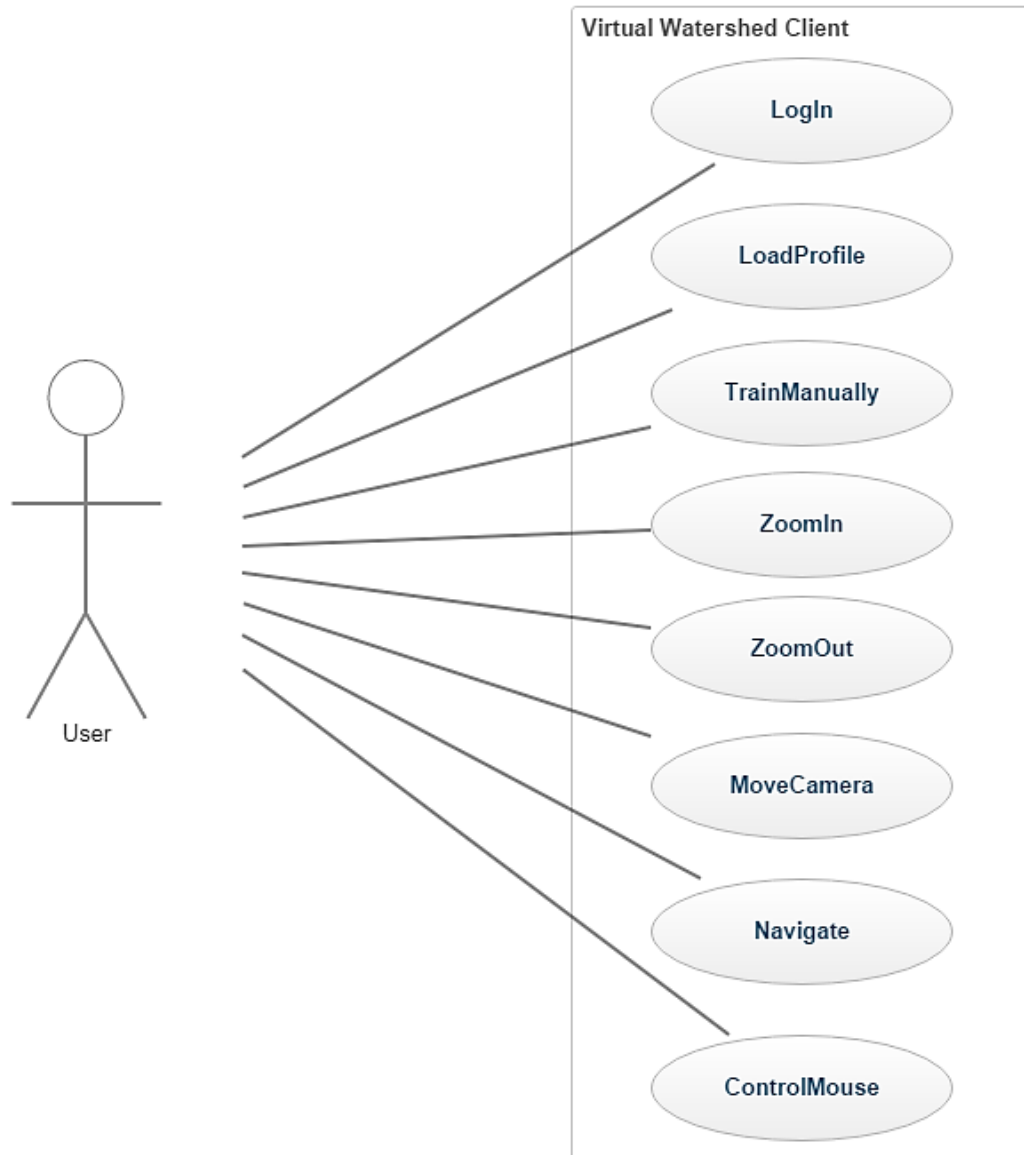 Virtual Watershed Client
LogIn
LoadProfile
TrainManually
ZoomIn
ZoomOut
User
MoveCamera
Navigate
ControlMouse